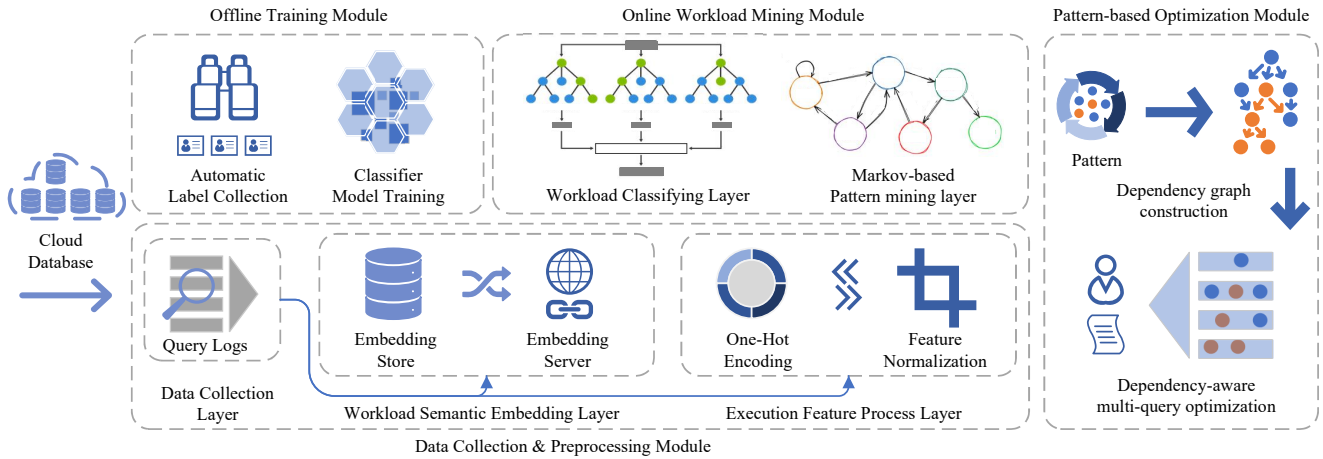 Offline Training Module
Online Workload Mining Module
Pattern-based Optimization Module
Automatic
Label Collection
Classifier
Model Training
Workload Classifying Layer
Markov-based
Pattern mining layer
Pattern
Dependency graph
construction
Cloud
Database
Query Logs
Embedding
Store
Embedding
Server
One-Hot
Encoding
Feature
Normalization
Data Collection
Layer
Workload Semantic Embedding Layer
Execution Feature Process Layer
Dependency-aware
multi-query optimization
Data Collection & Preprocessing Module